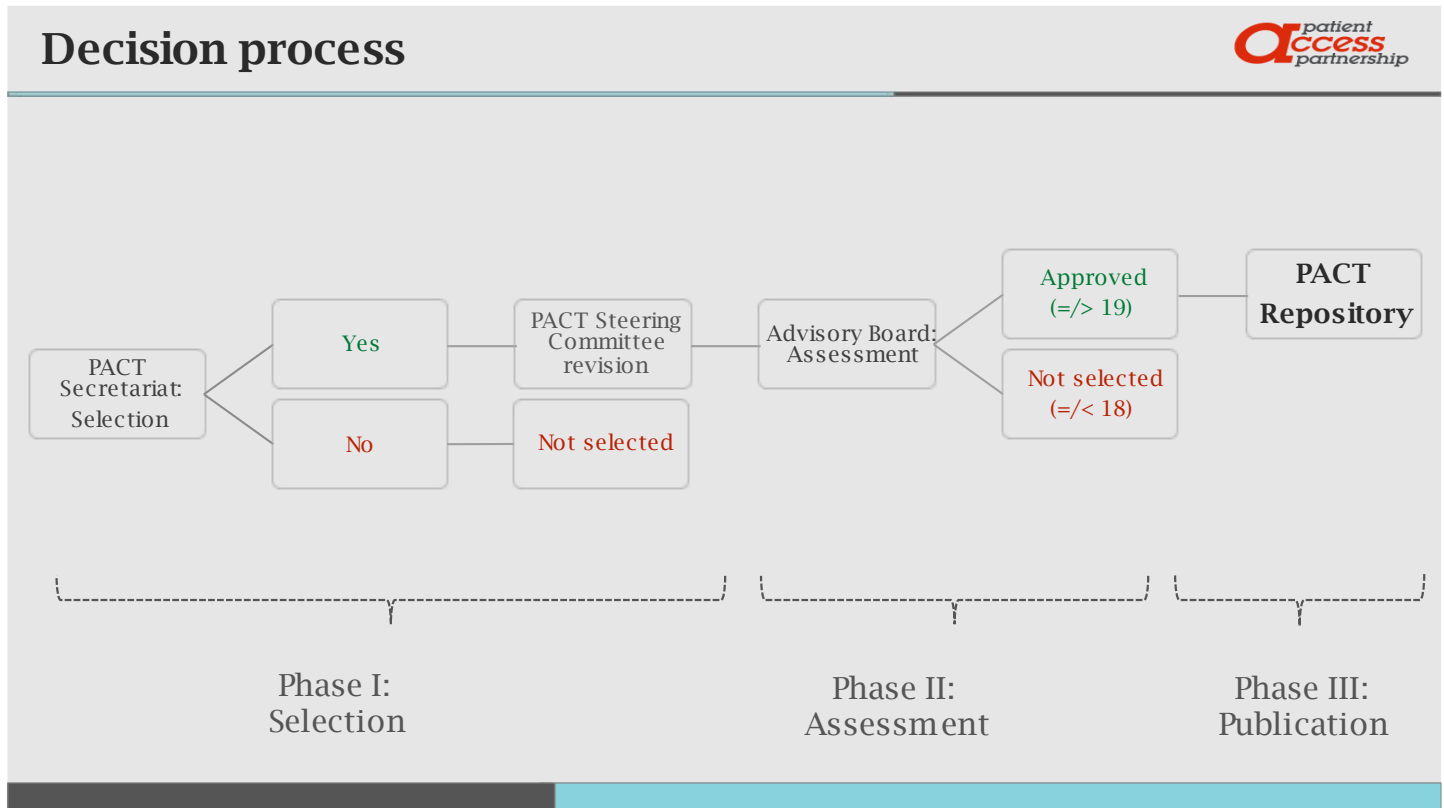 Decision process
patient
access
partnership
PACT
Secretariat:
Selection
Yes
No
PACT Steering
Committee
revision
Not selected
Advisory Board:
Assessment
Approved
(=/> 19)
Not selected
(=/< 18)
PACT
Repository
Phase I:
Selection
Phase II:
Assessment
Phase III:
Publication